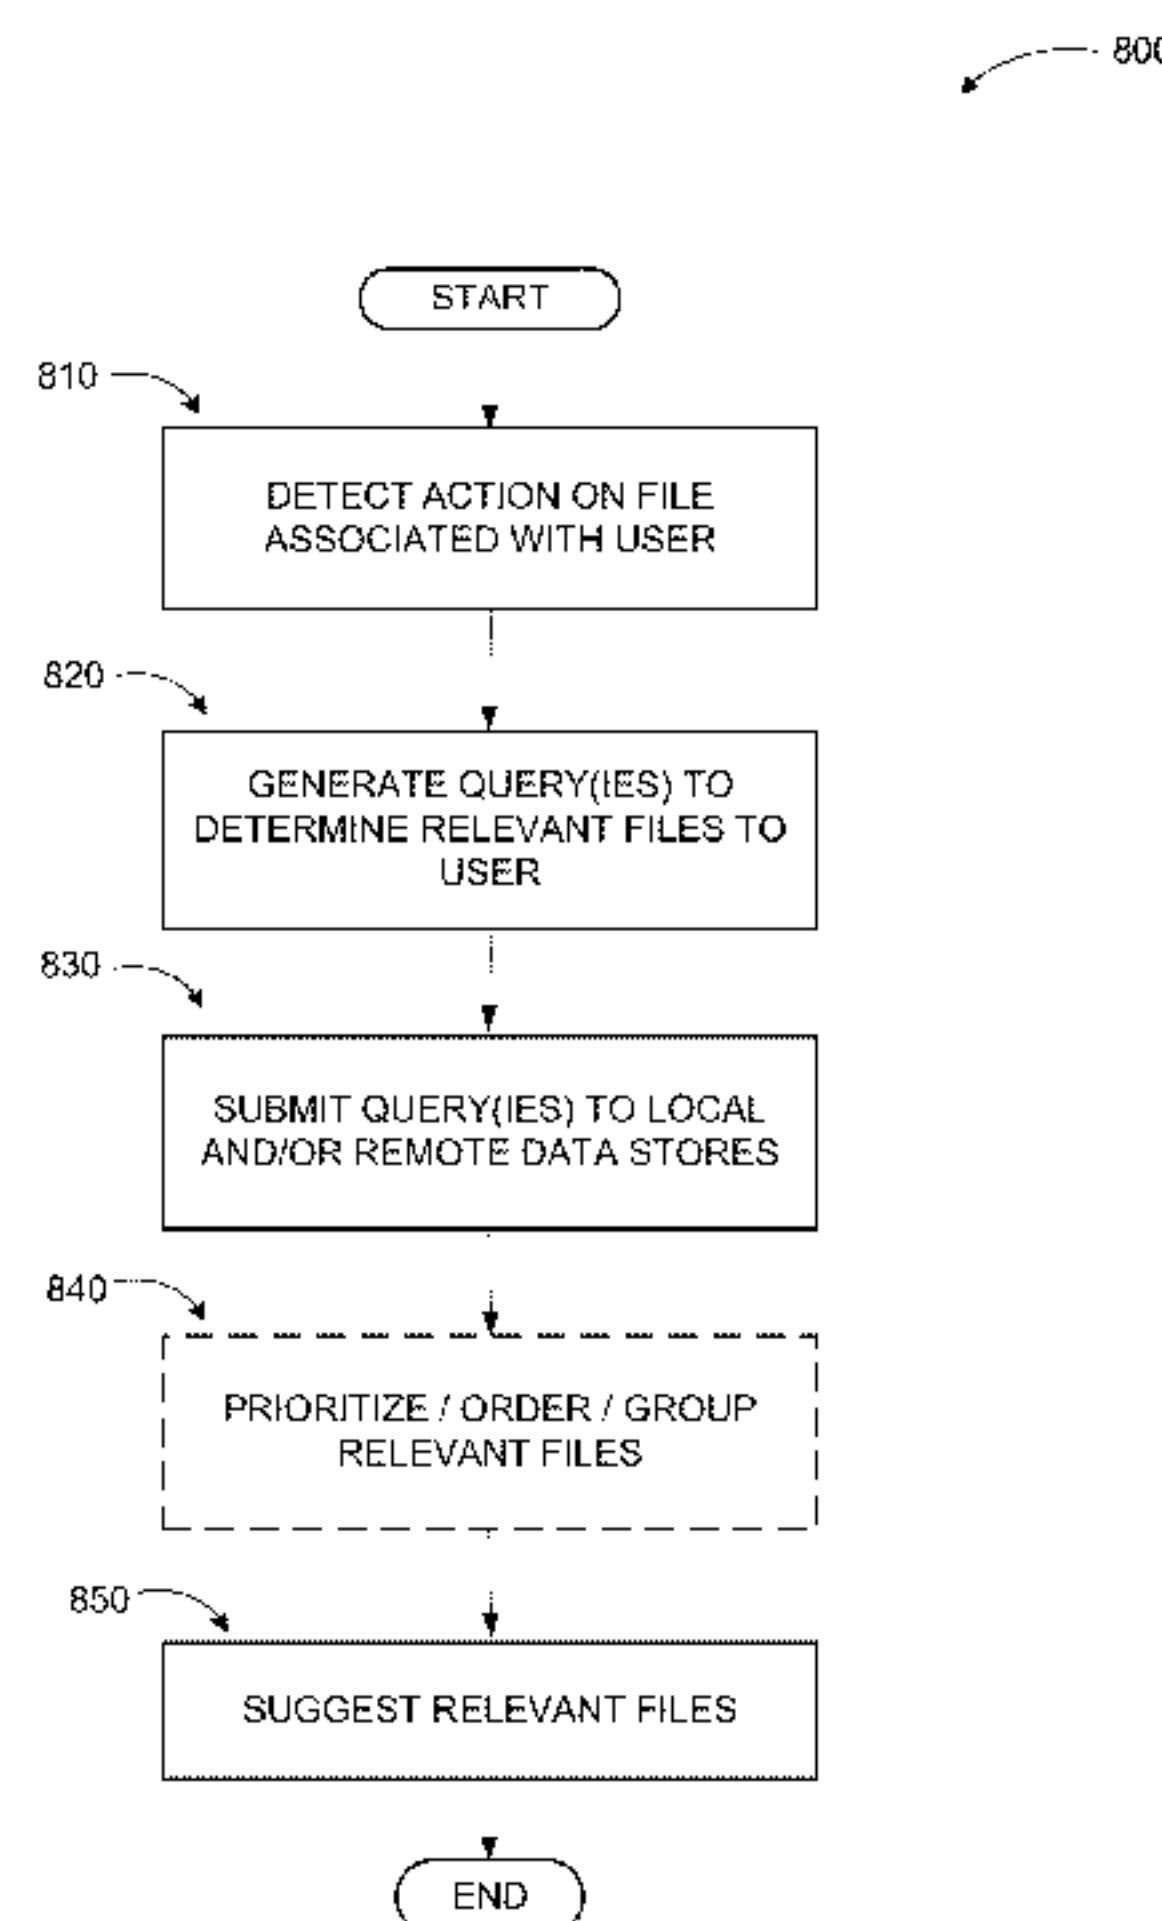 800
START
810
DETECT ACTION ON FILE
ASSOCIATED WITH USER
820
GENERATE QUERY(IES) TO
DETERMINE RELEVANT FILES TO
USER
830
SUBMIT QUERY(IES) TO LOCAL
AND/OR REMOTE DATA STORES
840
PRIORITIZE / ORDER / GROUP
RELEVANT FILES
850
SUGGEST RELEVANT FILES
END